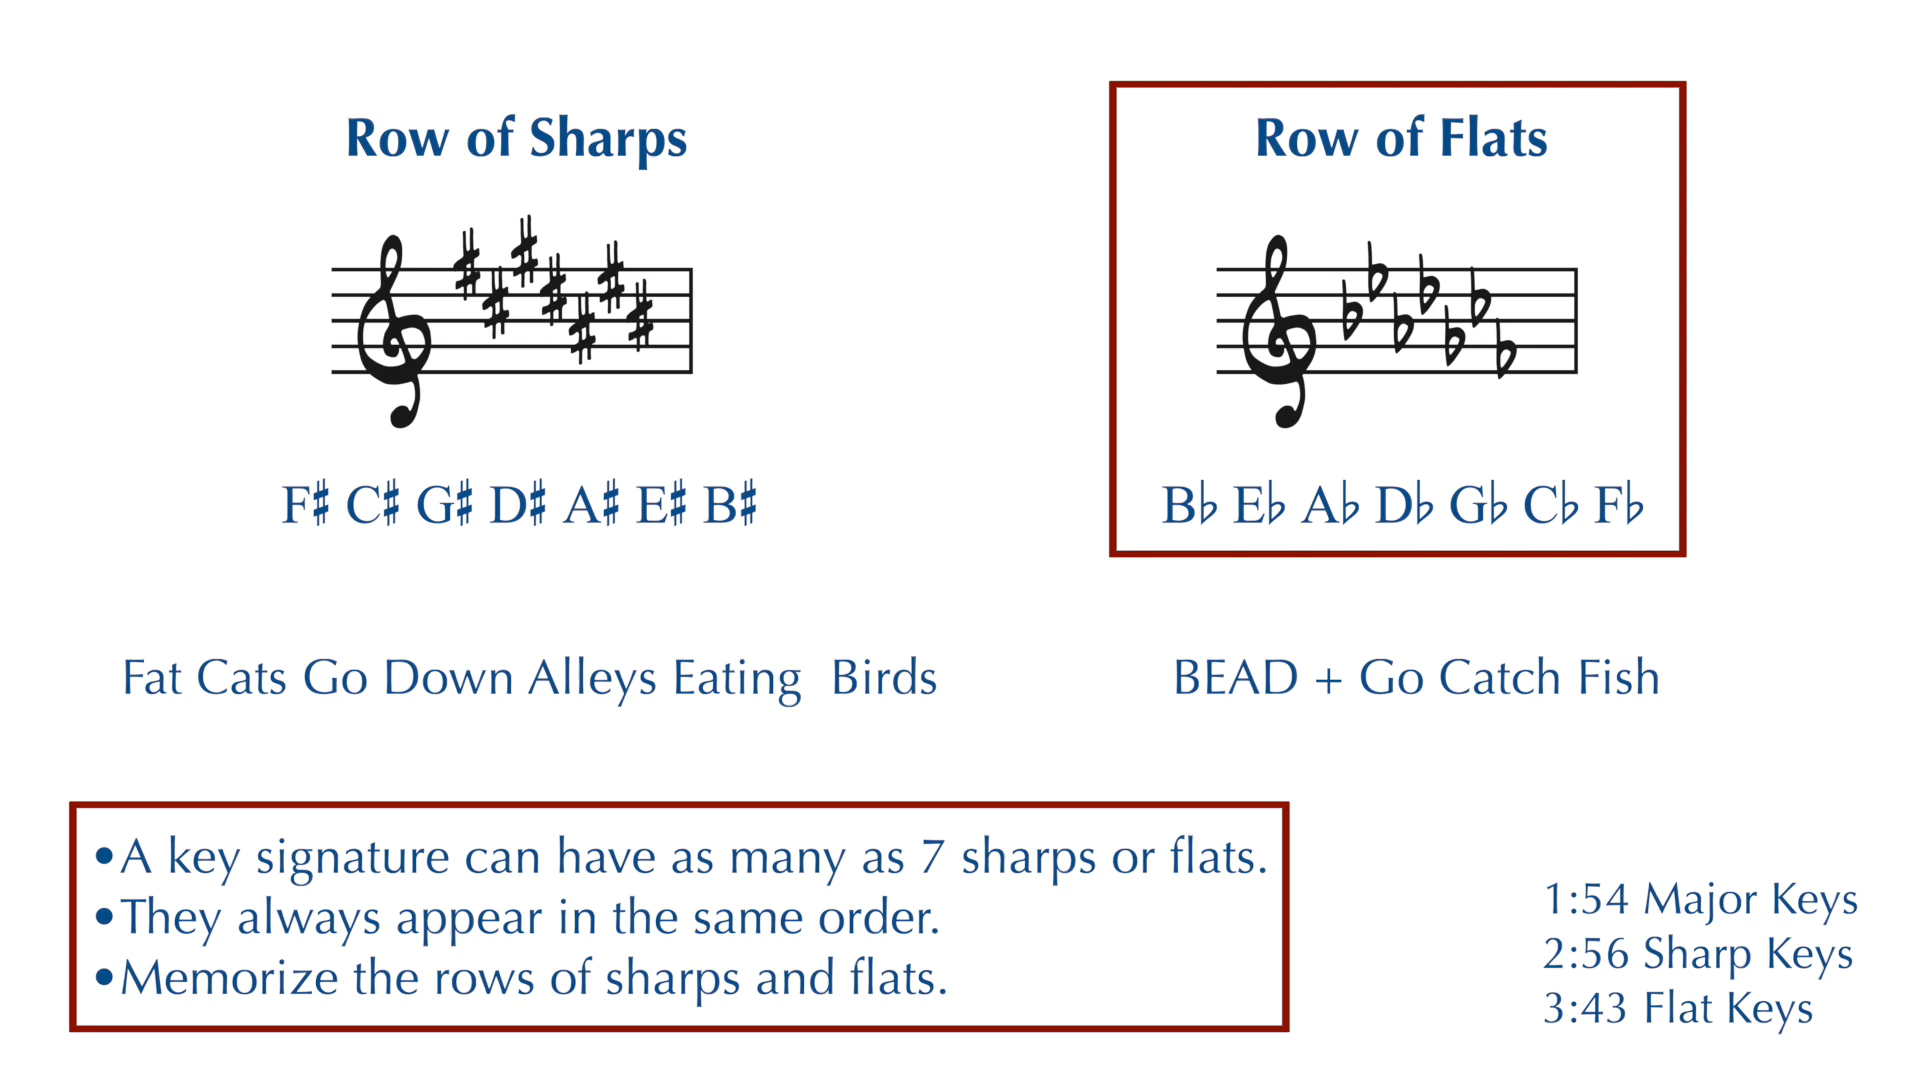 Row of Sharps
F♯ C♯ G♯ D♯ A♯ E♯ B♯
Fat Cats Go Down Alleys Eating Birds
Row of Flats
B♭ E♭ A♭ D♭ G♭ C♭ F♭
BEAD + Go Catch Fish
•A key signature can have as many as 7 sharps or flats.
•They always appear in the same order.
•Memorize the rows of sharps and flats.
1:54 Major Keys
2:56 Sharp Keys
3:43 Flat Keys